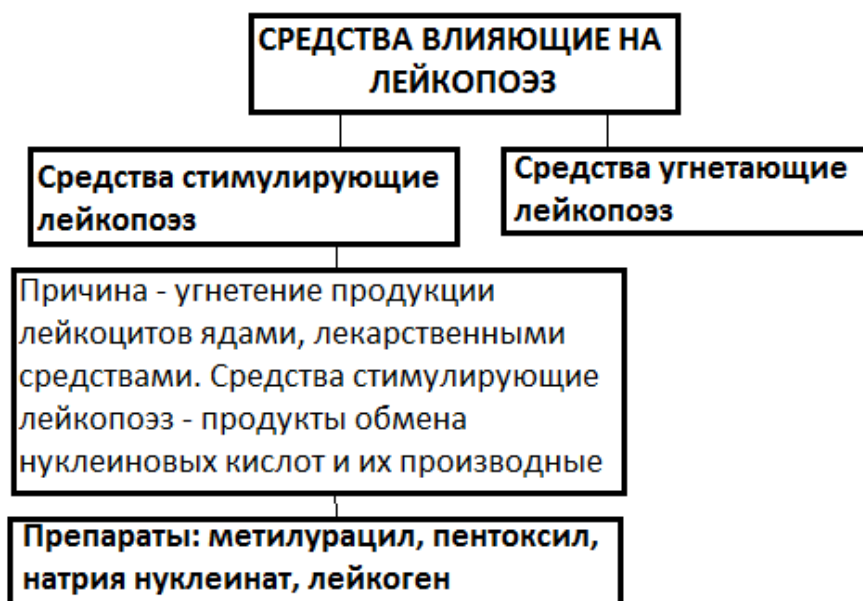 СРЕДСТВА ВЛИЯЮЩИЕ НА
ЛЕЙКОПОЭЗ
Средства стимулирующие
лейкопоэз
Средства угнетающие
лейкопоэз
Причина - угнетение продукции
лейкоцитов ядами, лекарственными
средствами. Средства стимулирующие
лейкопоэз - продукты обмена
нуклеиновых кислот и их производные
Препараты: метилурацил, пентоксил,
натрия нуклеинат, лейкоген